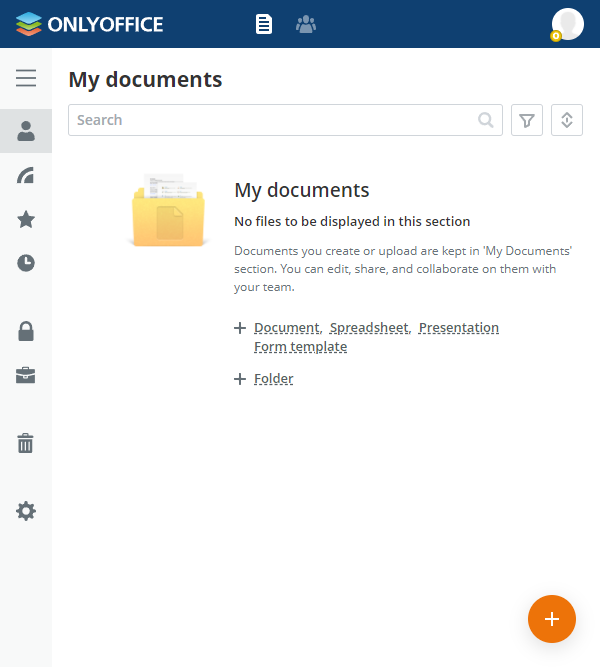 ONLYOFFICE
My documents
Search
My documents
No files to be displayed in this section
Documents you create or upload are kept in 'My Documents'
section. You can edit, share, and collaborate on them with
your team.
Document, Spreadsheet, Presentation
Form template
Folder